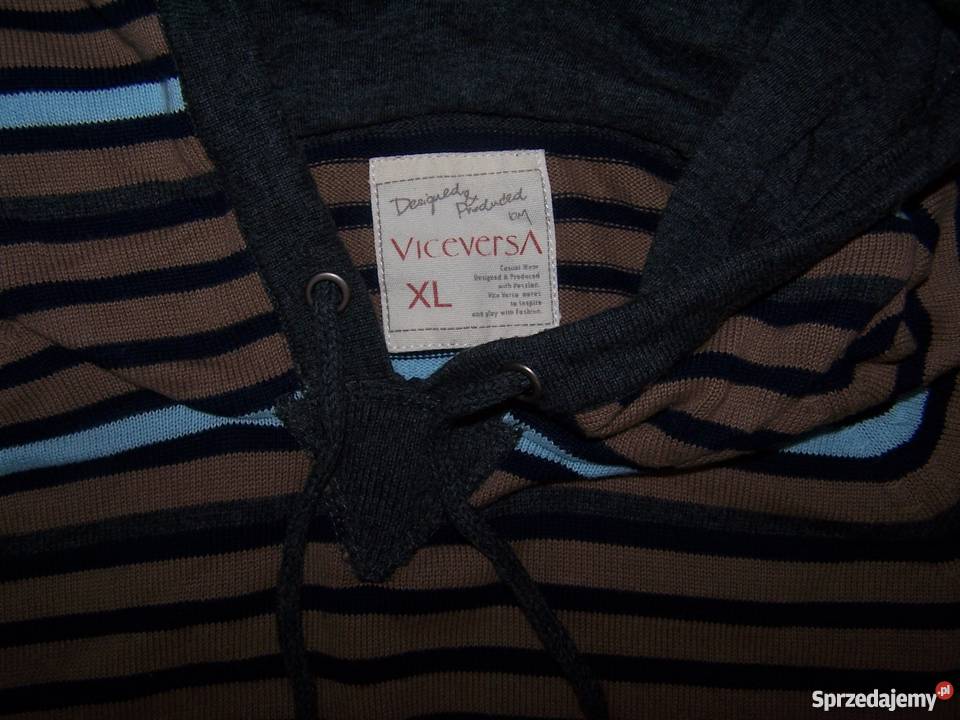 Designed &
Produced
by
VICEVERSA
XL
Casual Wear
Designed & Produced
with Passion.
Vice Versa wares
to Inspire
and play with Fashion.
Sprzedajemy.pl